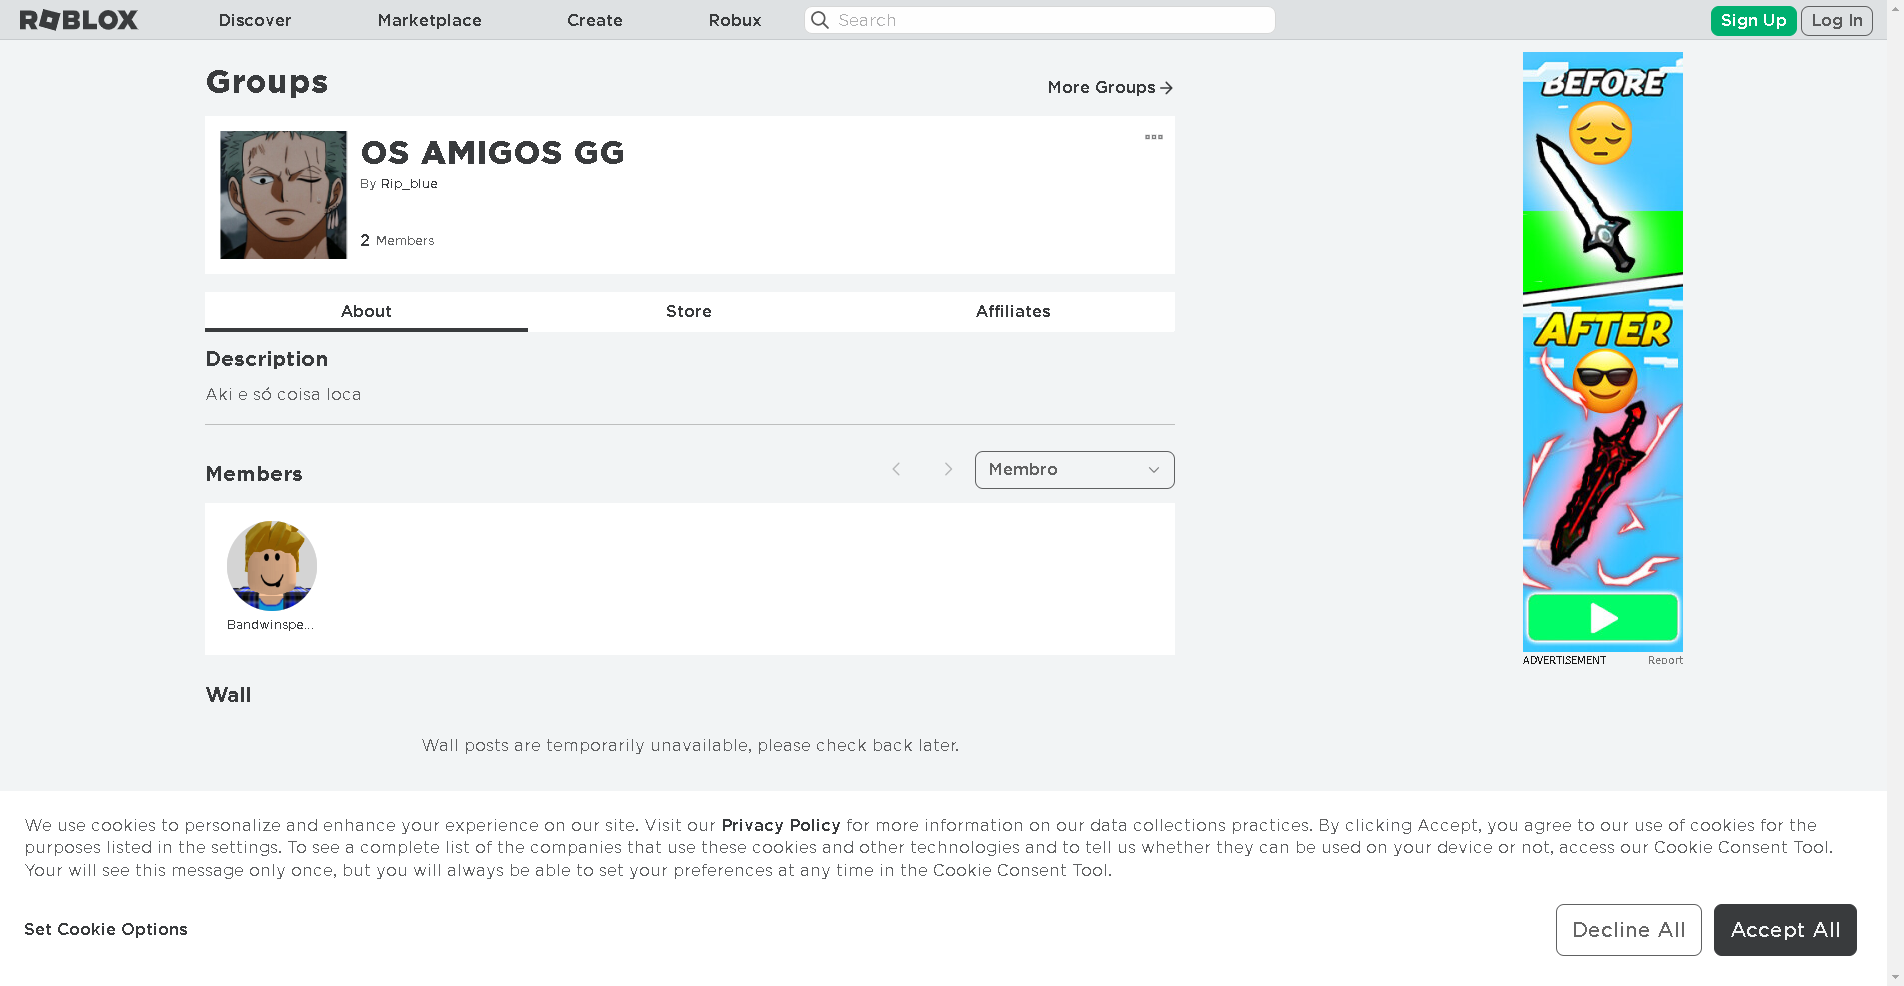 ROBLOX Discover Marketplace Create Robux Search Sign Up Log In
Groups
More Groups
OS AMIGOS GG
By Rip_blue
2 Members
About Store Affiliates
Description
Aki e só coisa loca
Members
Membro
Bandwinspe...
Wall
Wall posts are temporarily unavailable, please check back later.
BEFORE
AFTER
ADVERTISEMENT Report
We use cookies to personalize and enhance your experience on our site. Visit our Privacy Policy for more information on our data collections practices. By clicking Accept, you agree to our use of cookies for the
purposes listed in the settings. To see a complete list of the companies that use these cookies and other technologies and to tell us whether they can be used on your device or not, access our Cookie Consent Tool.
Your will see this message only once, but you will always be able to set your preferences at any time in the Cookie Consent Tool.
Set Cookie Options
Decline All
Accept All